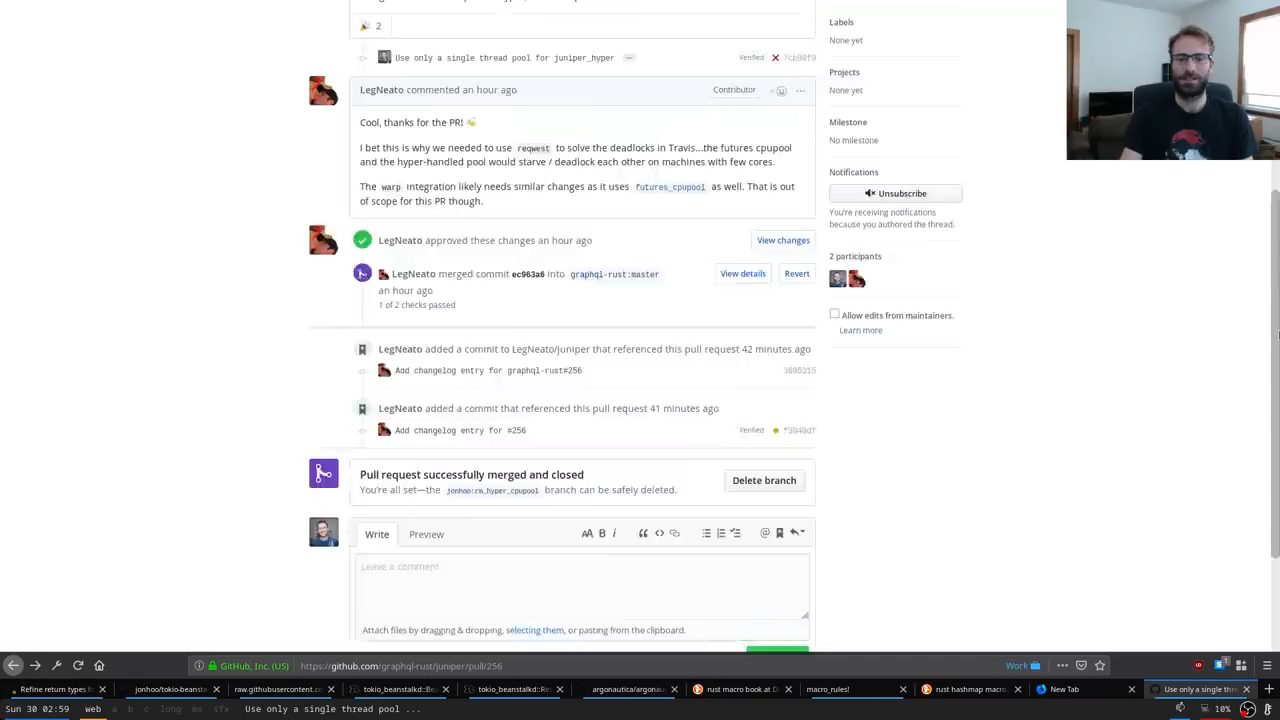 2
Use only a single thread pool for juniper_hyper
Verified
LegNeato commented an hour ago
Contributor
Cool, thanks for the PR!
I bet this is why we needed to use reqwest to solve the deadlocks in Travis...the futures cpupool
and the hyper-handled pool would starve / deadlock each other on machines with few cores.
The warp integration likely needs similar changes as it uses futures_cpupool as well. That is out
of scope for this PR though.
LegNeato approved these changes an hour ago
View changes
LegNeato merged commit ec963a6 into graphql-rust:master
View details
Revert
an hour ago
1 of 2 checks passed
LegNeato added a commit to LegNeato/juniper that referenced this pull request 42 minutes ago
Add changelog entry for graphql-rust#256
LegNeato added a commit that referenced this pull request 41 minutes ago
Add changelog entry for #256
Verified
Pull request successfully merged and closed
You're all set—the jonhoo:rm_hyper_cpupool branch can be safely deleted.
Delete branch
Write
Preview
AA B i
Leave a comment
Attach files by dragging & dropping, selecting them, or pasting from the clipboard.
Labels
None yet
Projects
None yet
Milestone
No milestone
Notifications
Unsubscribe
You're receiving notifications
because you authored the thread.
2 participants
Allow edits from maintainers.
Learn more
GitHub, Inc. (US)
https://github.com/graphql-rust/juniper/pull/256
Work
1
Refine return types fo
jonhoo/tokio-beanst
raw.githubusercontent.c
tokio_beanstalkd::Be
tokio_beanstalkd::Re
argonautica/argona
rust macro book at D
macro_rules!
rust hashmap macro
New Tab
Use only a single thre
Sun 30 02:59
web a b c long mx sfx
Use only a single thread pool ...
10%